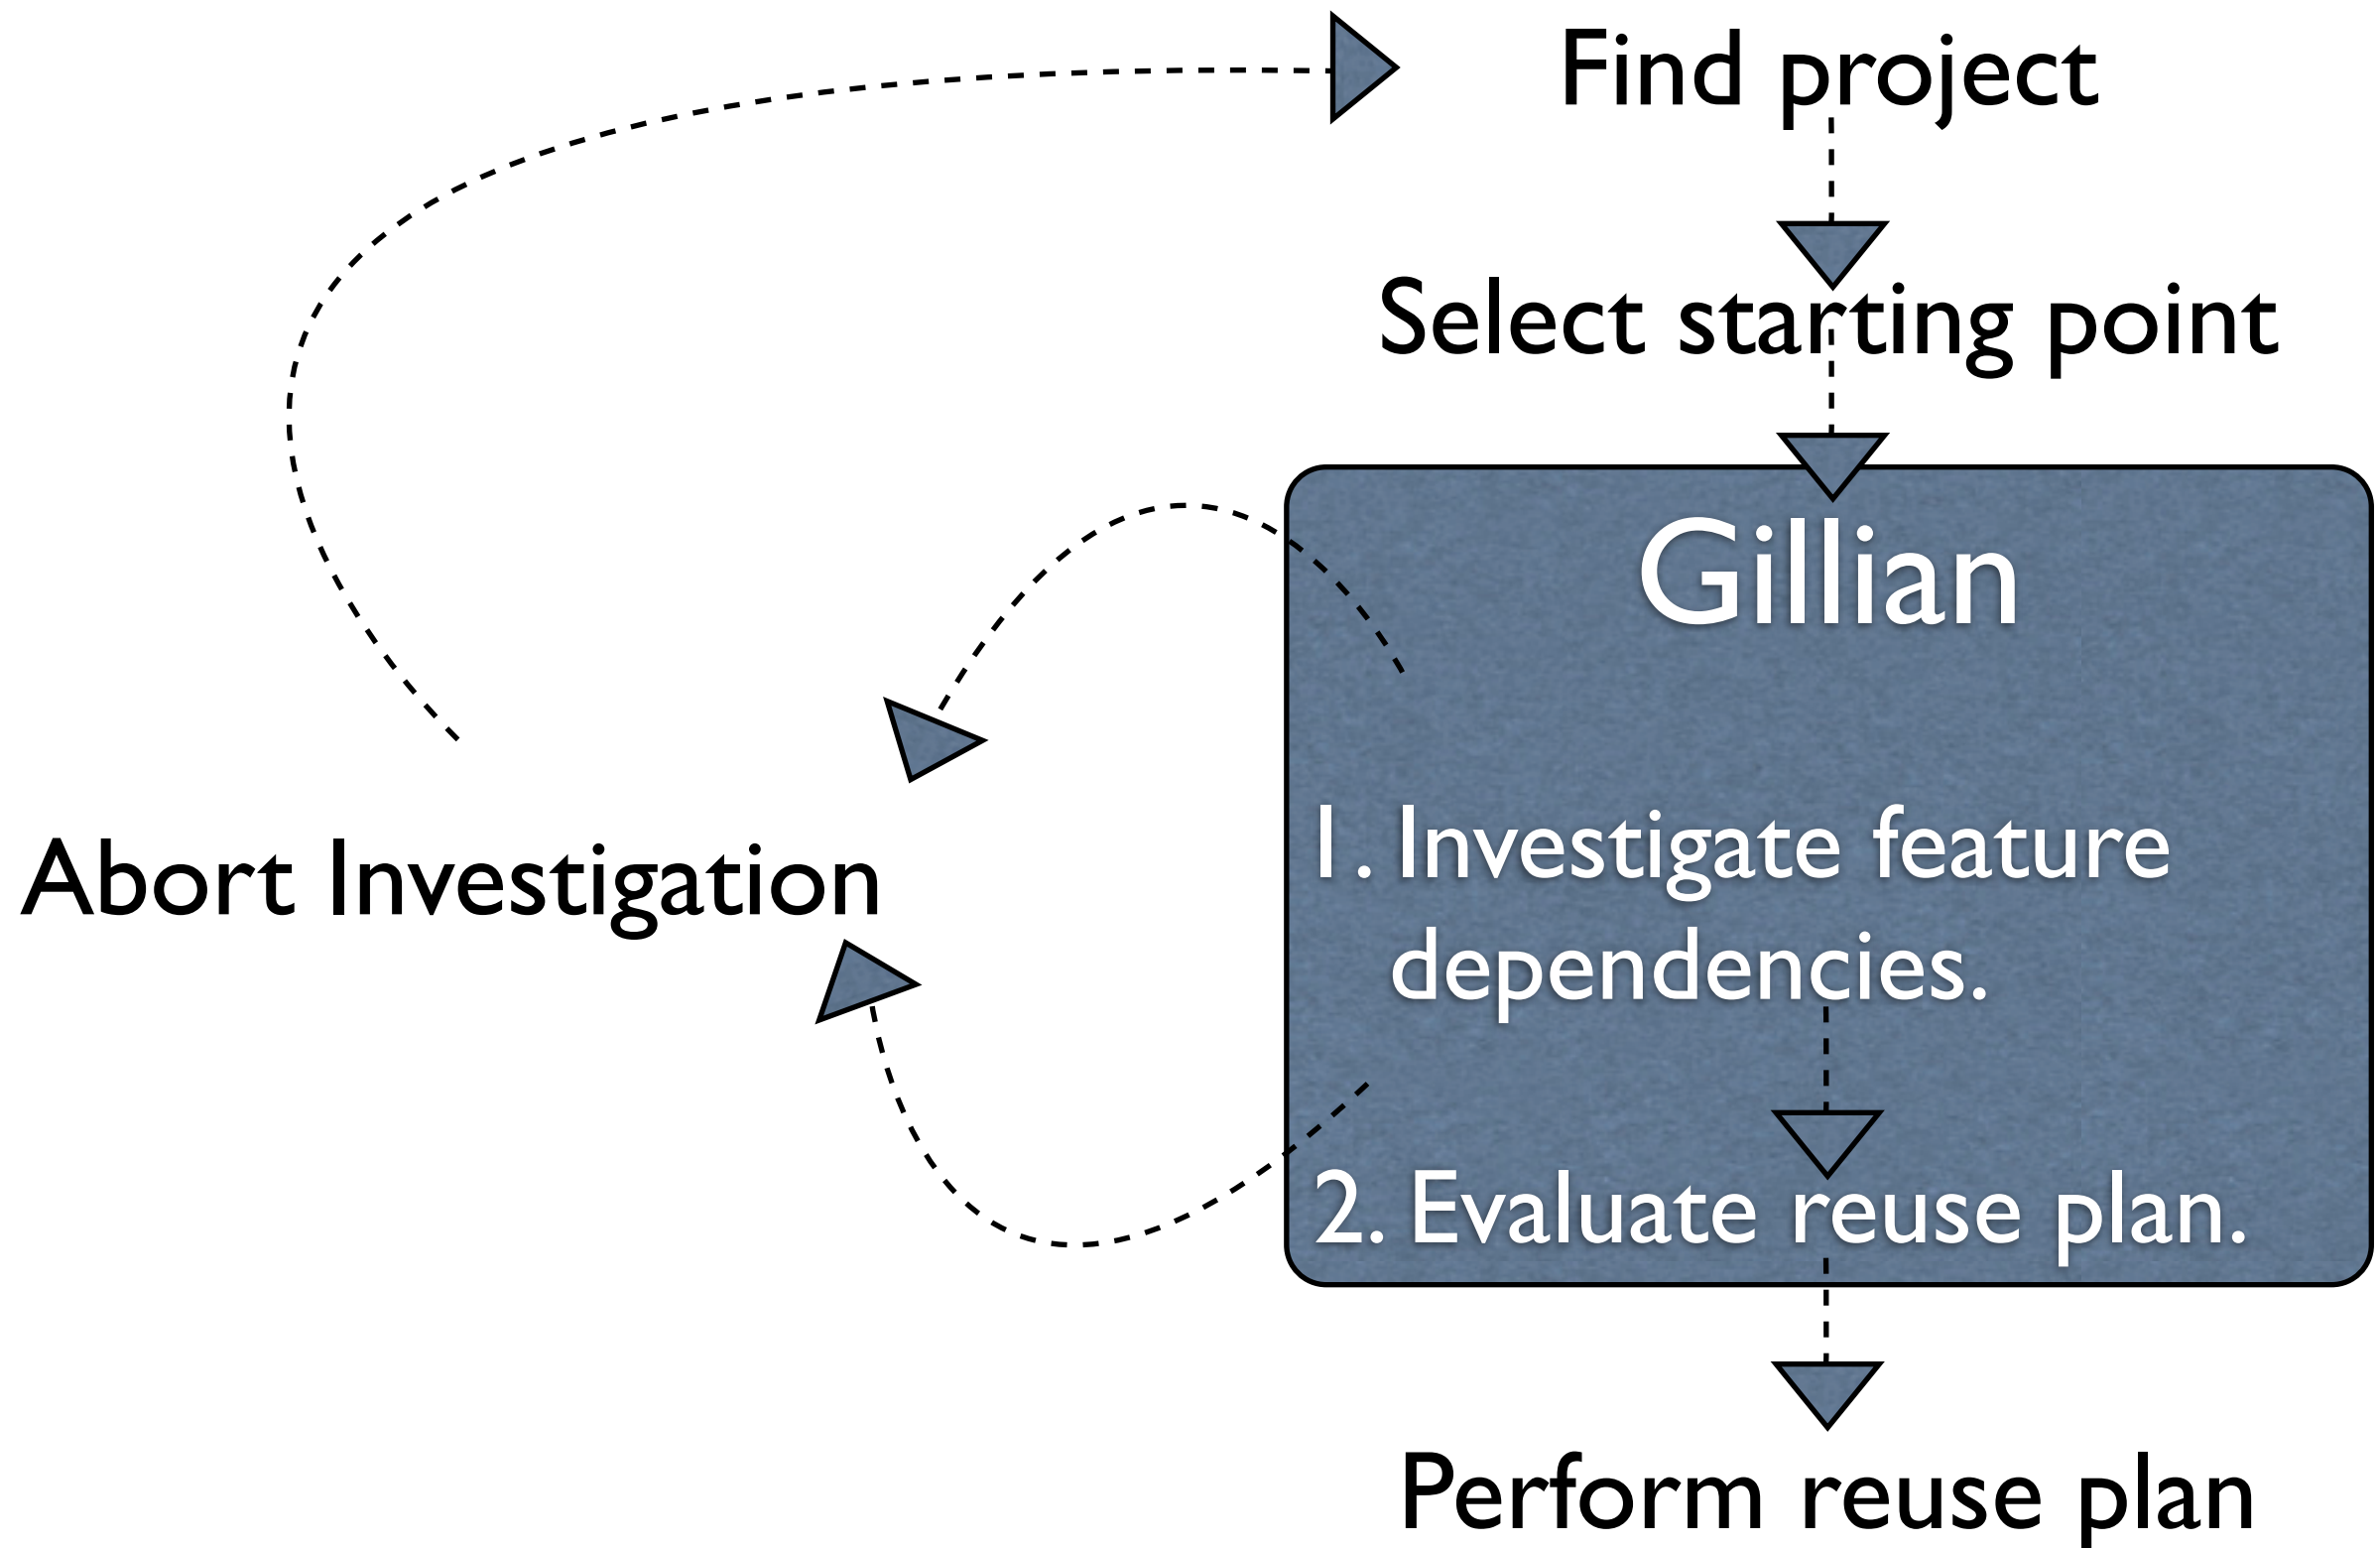 Find project
Select starting point
Gillian
1. Investigate feature
dependencies.
Abort Investigation
2. Evaluate reuse plan.
Perform reuse plan